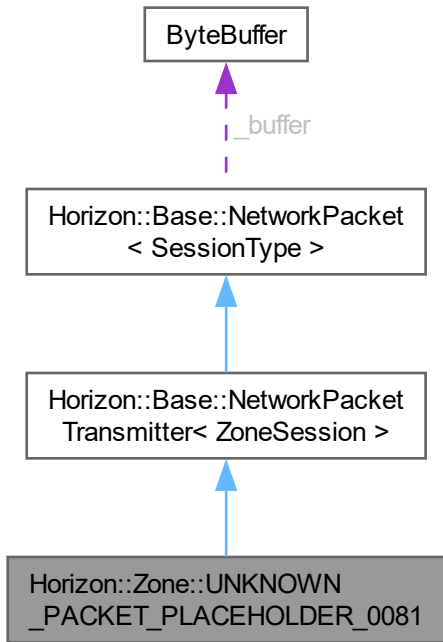 ByteBuffer
_buffer
Horizon::Base::NetworkPacket
< SessionType >
Horizon::Base::NetworkPacket
Transmitter< ZoneSession >
Horizon::Zone::UNKNOWN
_PACKET_PLACEHOLDER_0081